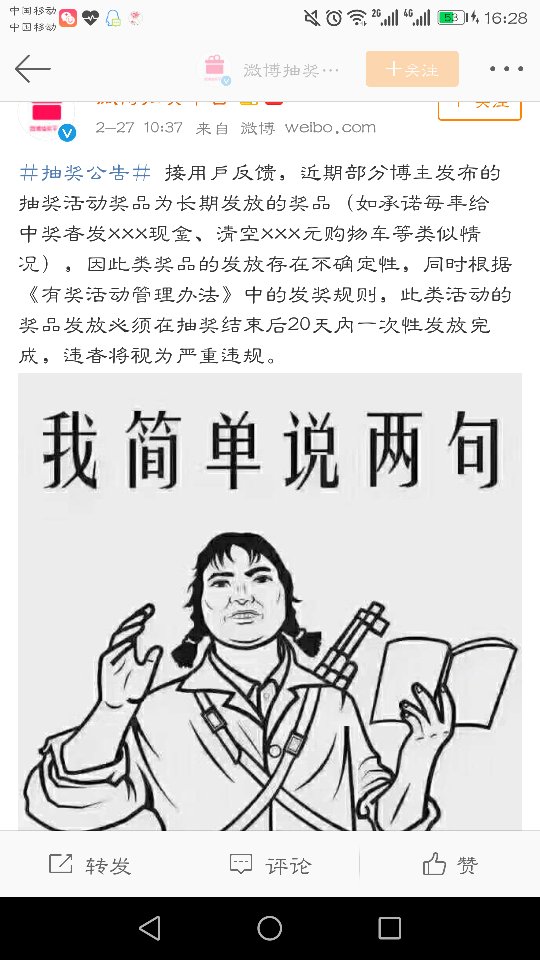 中国移动
中国移动
2G
4G
53
16:28
微博抽奖…
+关注
2-27 10:37 来自 微博 weibo.com
#抽奖公告# 接用户反馈，近期部分博主发布的
抽奖活动奖品为长期发放的奖品（如承诺每年给
中奖者发×××现金、清空×××元购物车等类似情
况），因此类奖品的发放存在不确定性，同时根据
《有奖活动管理办法》中的发奖规则，此类活动的
奖品发放必须在抽奖结束后20天内一次性发放完
成，违者将视为严重违规。
我简单说两句
转发
评论
赞